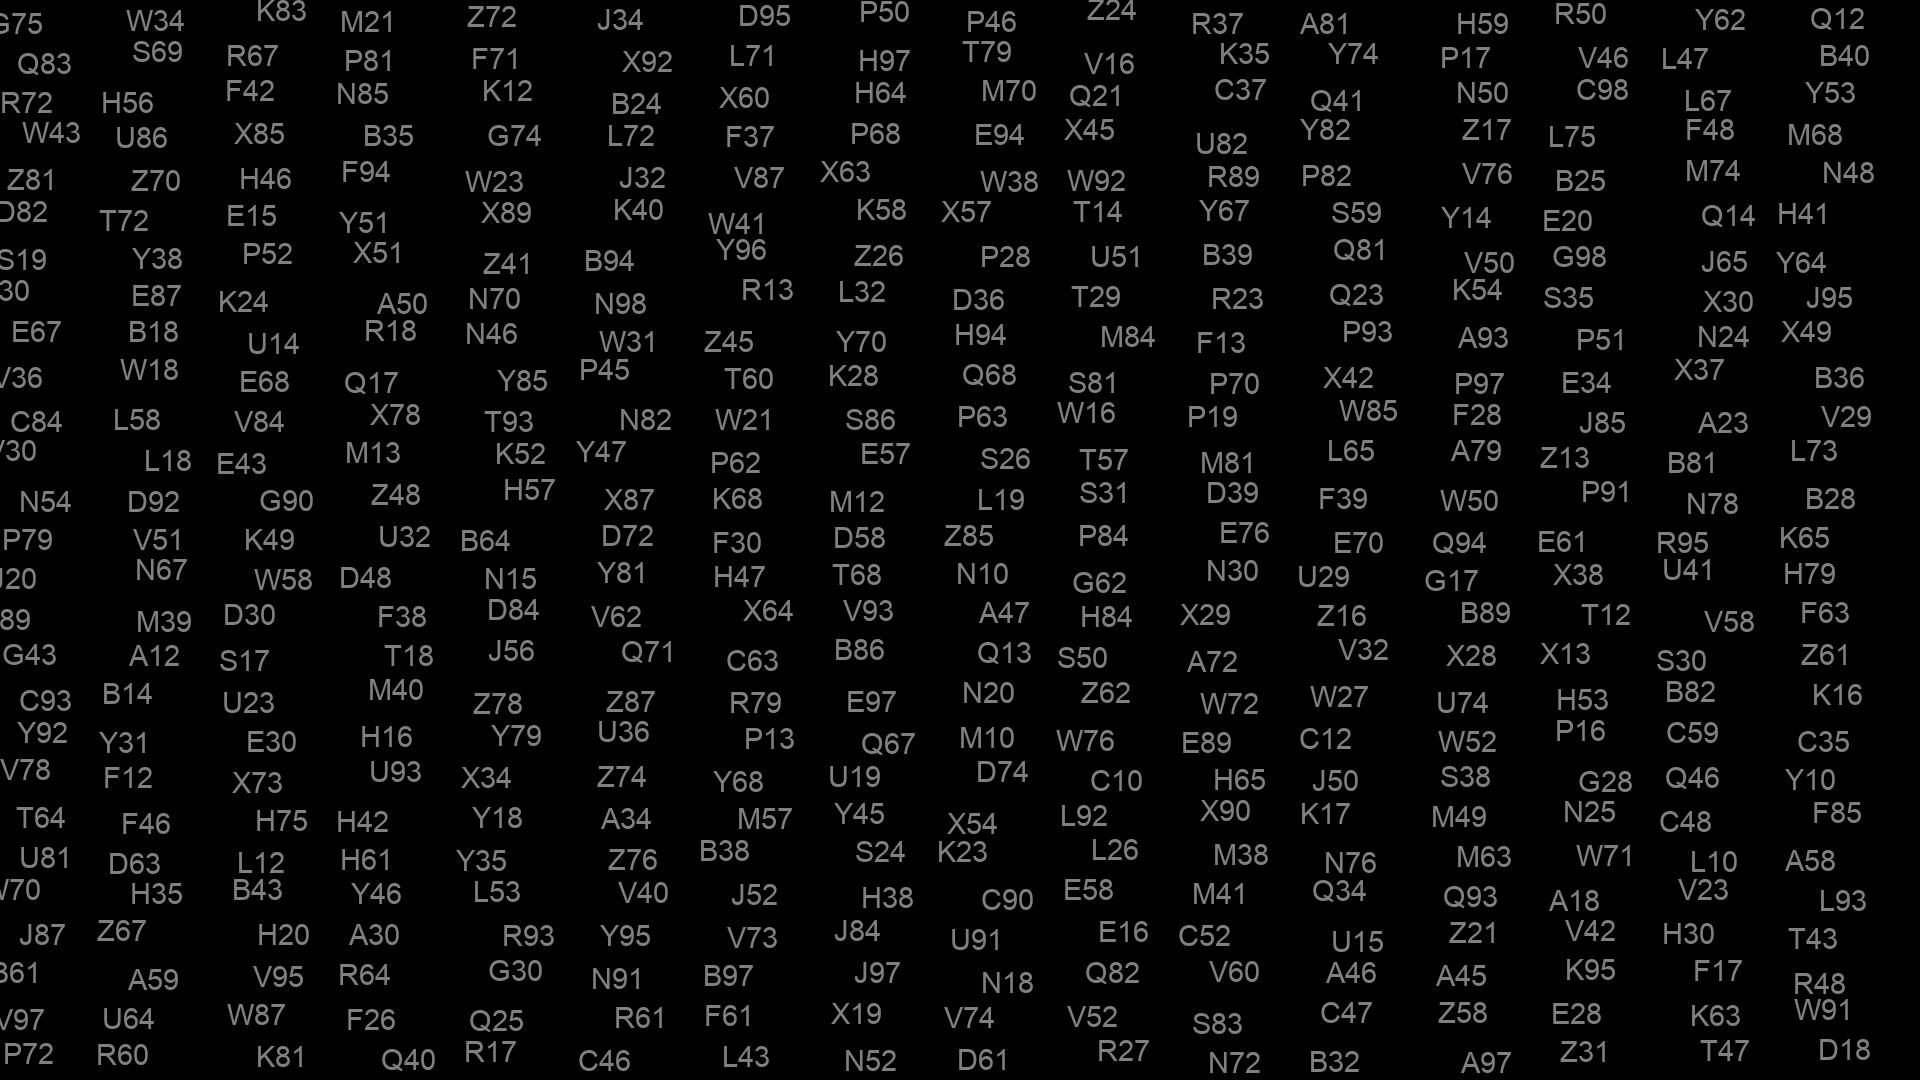 G75 W34 K83 M21 Z72 J34 D95 P50 P46 Z24 R37 A81 H59 R50 Y62 Q12
Q83 S69 R67 P81 F71 X92 L71 H97 T79 V16 K35 Y74 P17 V46 L47 B40
R72 H56 F42 N85 K12 B24 X60 H64 M70 Q21 C37 Q41 N50 C98 L67 Y53
W43 U86 X85 B35 G74 L72 F37 P68 E94 X45 U82 Y82 Z17 L75 F48 M68
Z81 Z70 H46 F94 W23 J32 V87 X63 W38 W92 R89 P82 V76 B25 M74 N48
D82 T72 E15 Y51 X89 K40 W41 K58 X57 T14 Y67 S59 Y14 E20 Q14 H41
S19 Y38 P52 X51 Z41 B94 Y96 Z26 P28 U51 B39 Q81 V50 G98 J65 Y64
30 E87 K24 A50 N70 N98 R13 L32 D36 T29 R23 Q23 K54 S35 X30 J95
E67 B18 U14 R18 N46 W31 Z45 Y70 H94 M84 F13 P93 A93 P51 N24 X49
V36 W18 E68 Q17 Y85 P45 T60 K28 Q68 S81 P70 X42 P97 E34 X37 B36
C84 L58 V84 X78 T93 N82 W21 S86 P63 W16 P19 W85 F28 J85 A23 V29
V30 L18 E43 M13 K52 Y47 P62 E57 S26 T57 M81 L65 A79 Z13 B81 L73
N54 D92 G90 Z48 H57 X87 K68 M12 L19 S31 D39 F39 W50 P91 N78 B28
P79 V51 K49 U32 B64 D72 F30 D58 Z85 P84 E76 E70 Q94 E61 R95 K65
J20 N67 W58 D48 N15 Y81 H47 T68 N10 G62 N30 U29 G17 X38 U41 H79
89 M39 D30 F38 D84 V62 X64 V93 A47 H84 X29 Z16 B89 T12 V58 F63
G43 A12 S17 T18 J56 Q71 C63 B86 Q13 S50 A72 V32 X28 X13 S30 Z61
C93 B14 U23 M40 Z78 Z87 R79 E97 N20 Z62 W72 W27 U74 H53 B82 K16
Y92 Y31 E30 H16 Y79 U36 P13 Q67 M10 W76 E89 C12 W52 P16 C59 C35
V78 F12 X73 U93 X34 Z74 Y68 U19 D74 C10 H65 J50 S38 G28 Q46 Y10
T64 F46 H75 H42 Y18 A34 M57 Y45 X54 L92 X90 K17 M49 N25 C48 F85
U81 D63 L12 H61 Y35 Z76 B38 S24 K23 L26 M38 N76 M63 W71 L10 A58
W70 H35 B43 Y46 L53 V40 J52 H38 C90 E58 M41 Q34 Q93 A18 V23 L93
J87 Z67 H20 A30 R93 Y95 V73 J84 U91 E16 C52 U15 Z21 V42 H30 T43
B61 A59 V95 R64 G30 N91 B97 J97 N18 Q82 V60 A46 A45 K95 F17 R48
V97 U64 W87 F26 Q25 R61 F61 X19 V74 V52 S83 C47 Z58 E28 K63 W91
P72 R60 K81 Q40 R17 C46 L43 N52 D61 R27 N72 B32 A97 Z31 T47 D18